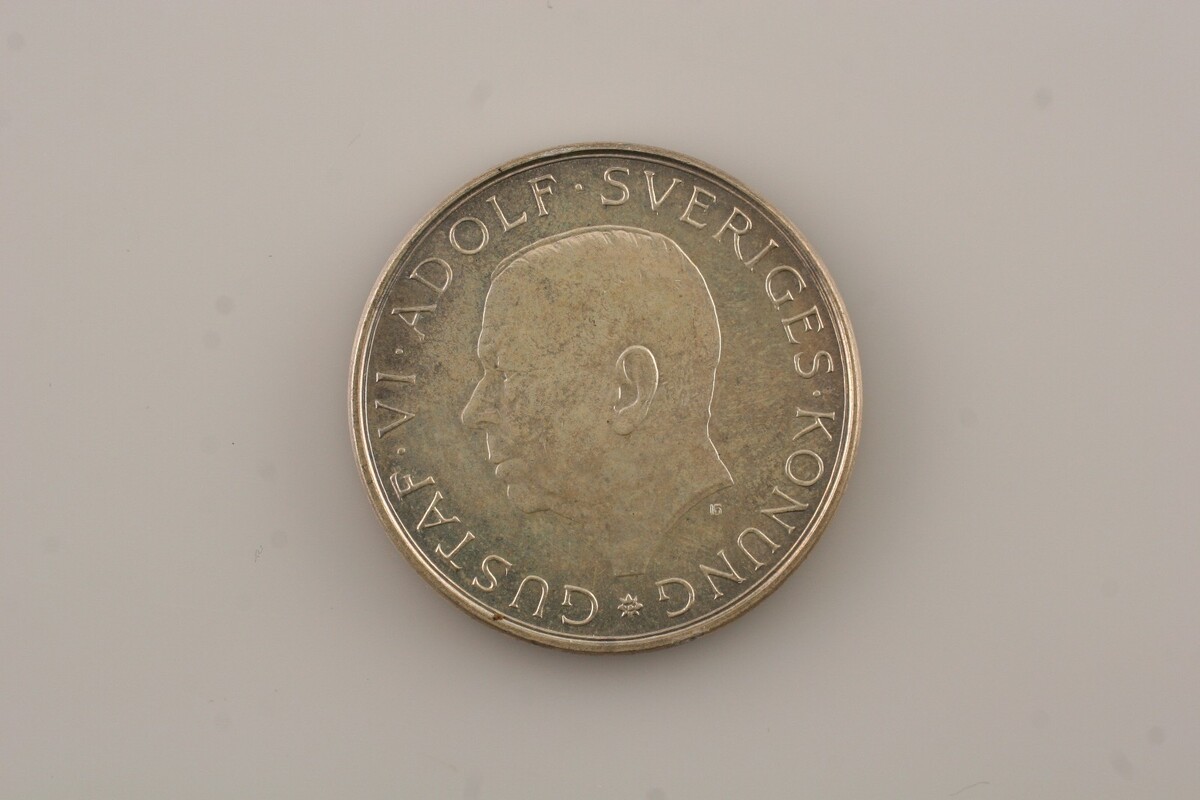 GUSTAF · VI · ADOLF · SVERIGES · KONUNG